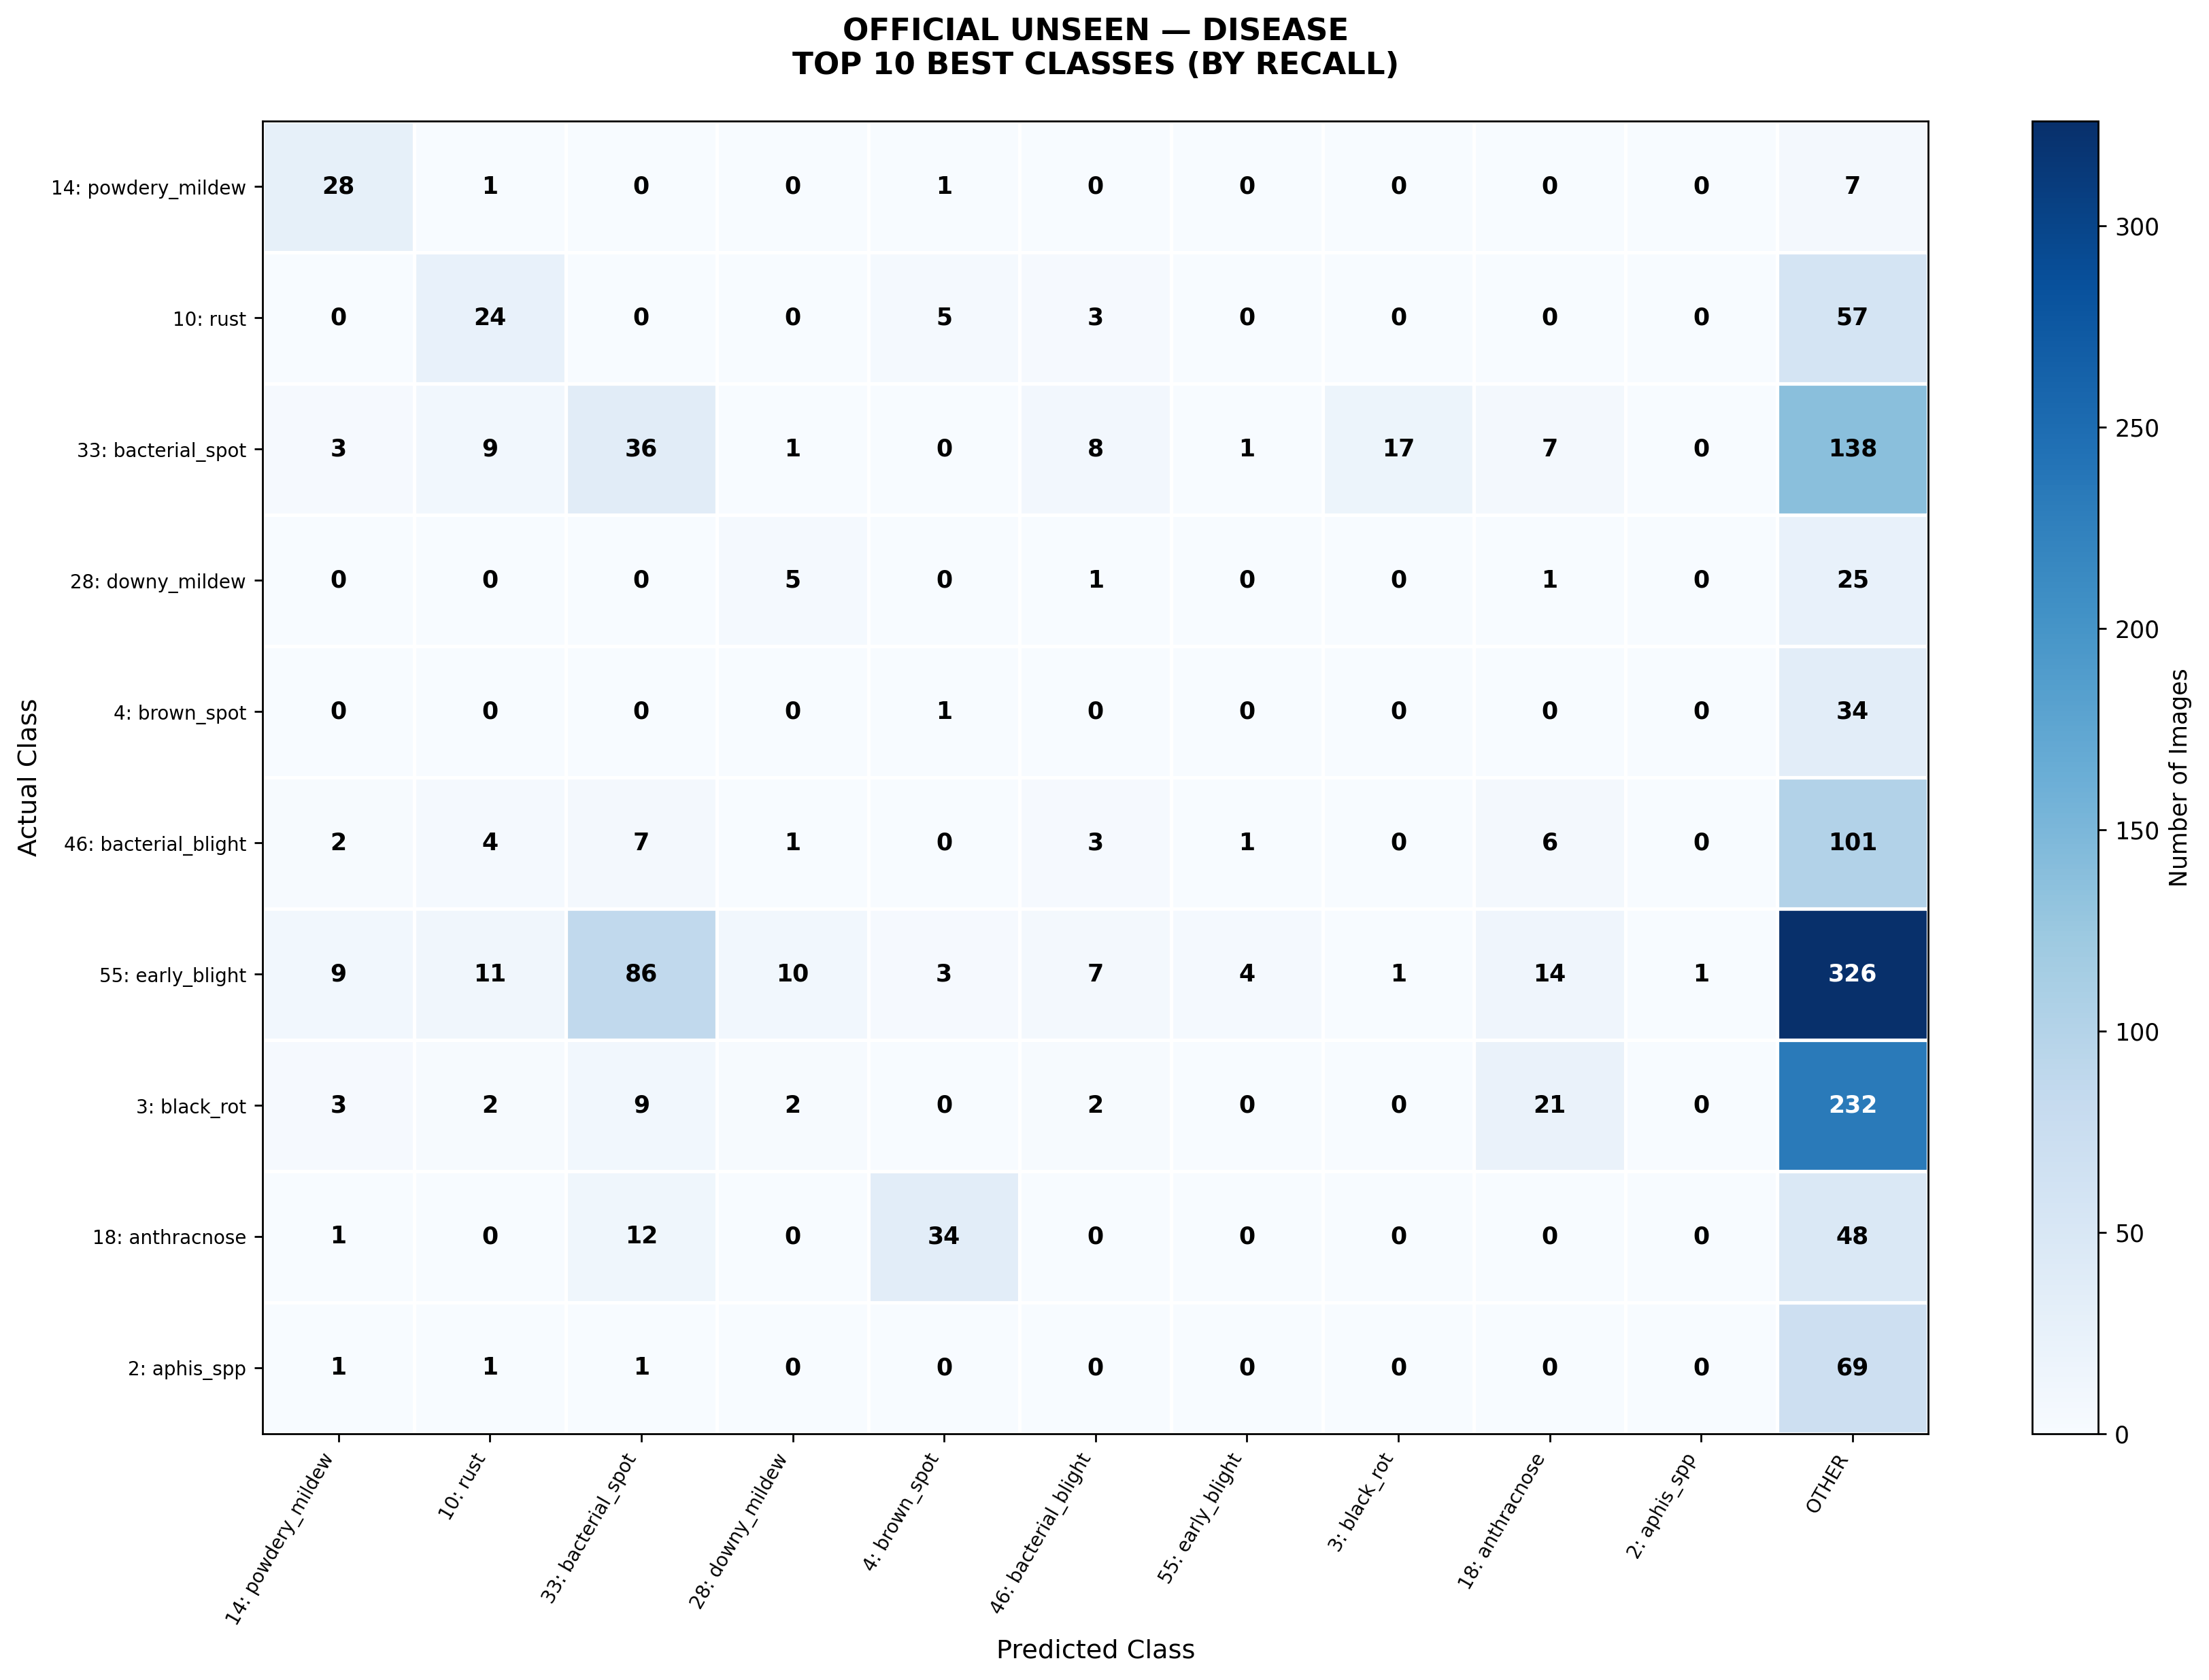 OFFICIAL UNSEEN — DISEASE
TOP 10 BEST CLASSES (BY RECALL)
Actual Class
14: powdery_mildew 28 1 0 0 1 0 0 0 0 0 7
10: rust 0 24 0 0 5 3 0 0 0 0 57
33: bacterial_spot 3 9 36 1 0 8 1 17 7 0 138
28: downy_mildew 0 0 0 5 0 1 0 0 1 0 25
4: brown_spot 0 0 0 0 1 0 0 0 0 0 34
46: bacterial_blight 2 4 7 1 0 3 1 0 6 0 101
55: early_blight 9 11 86 10 3 7 4 1 14 1 326
3: black_rot 3 2 9 2 0 2 0 0 21 0 232
18: anthracnose 1 0 12 0 34 0 0 0 0 0 48
2: aphis_spp 1 1 1 0 0 0 0 0 0 0 69
14: powdery_mildew
10: rust
33: bacterial_spot
28: downy_mildew
4: brown_spot
46: bacterial_blight
55: early_blight
3: black_rot
18: anthracnose
2: aphis_spp
OTHER
Predicted Class
300
250
200
150
100
50
0
Number of Images